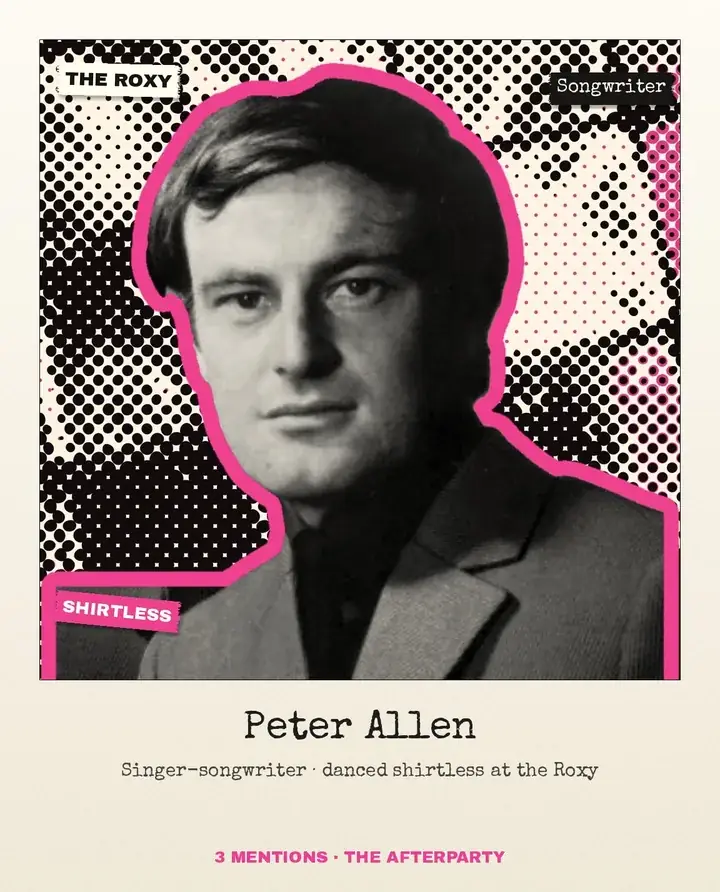 THE ROXY
Songwriter
SHIRTLESS
Peter Allen
Singer-songwriter · danced shirtless at the Roxy
3 MENTIONS · THE AFTERPARTY